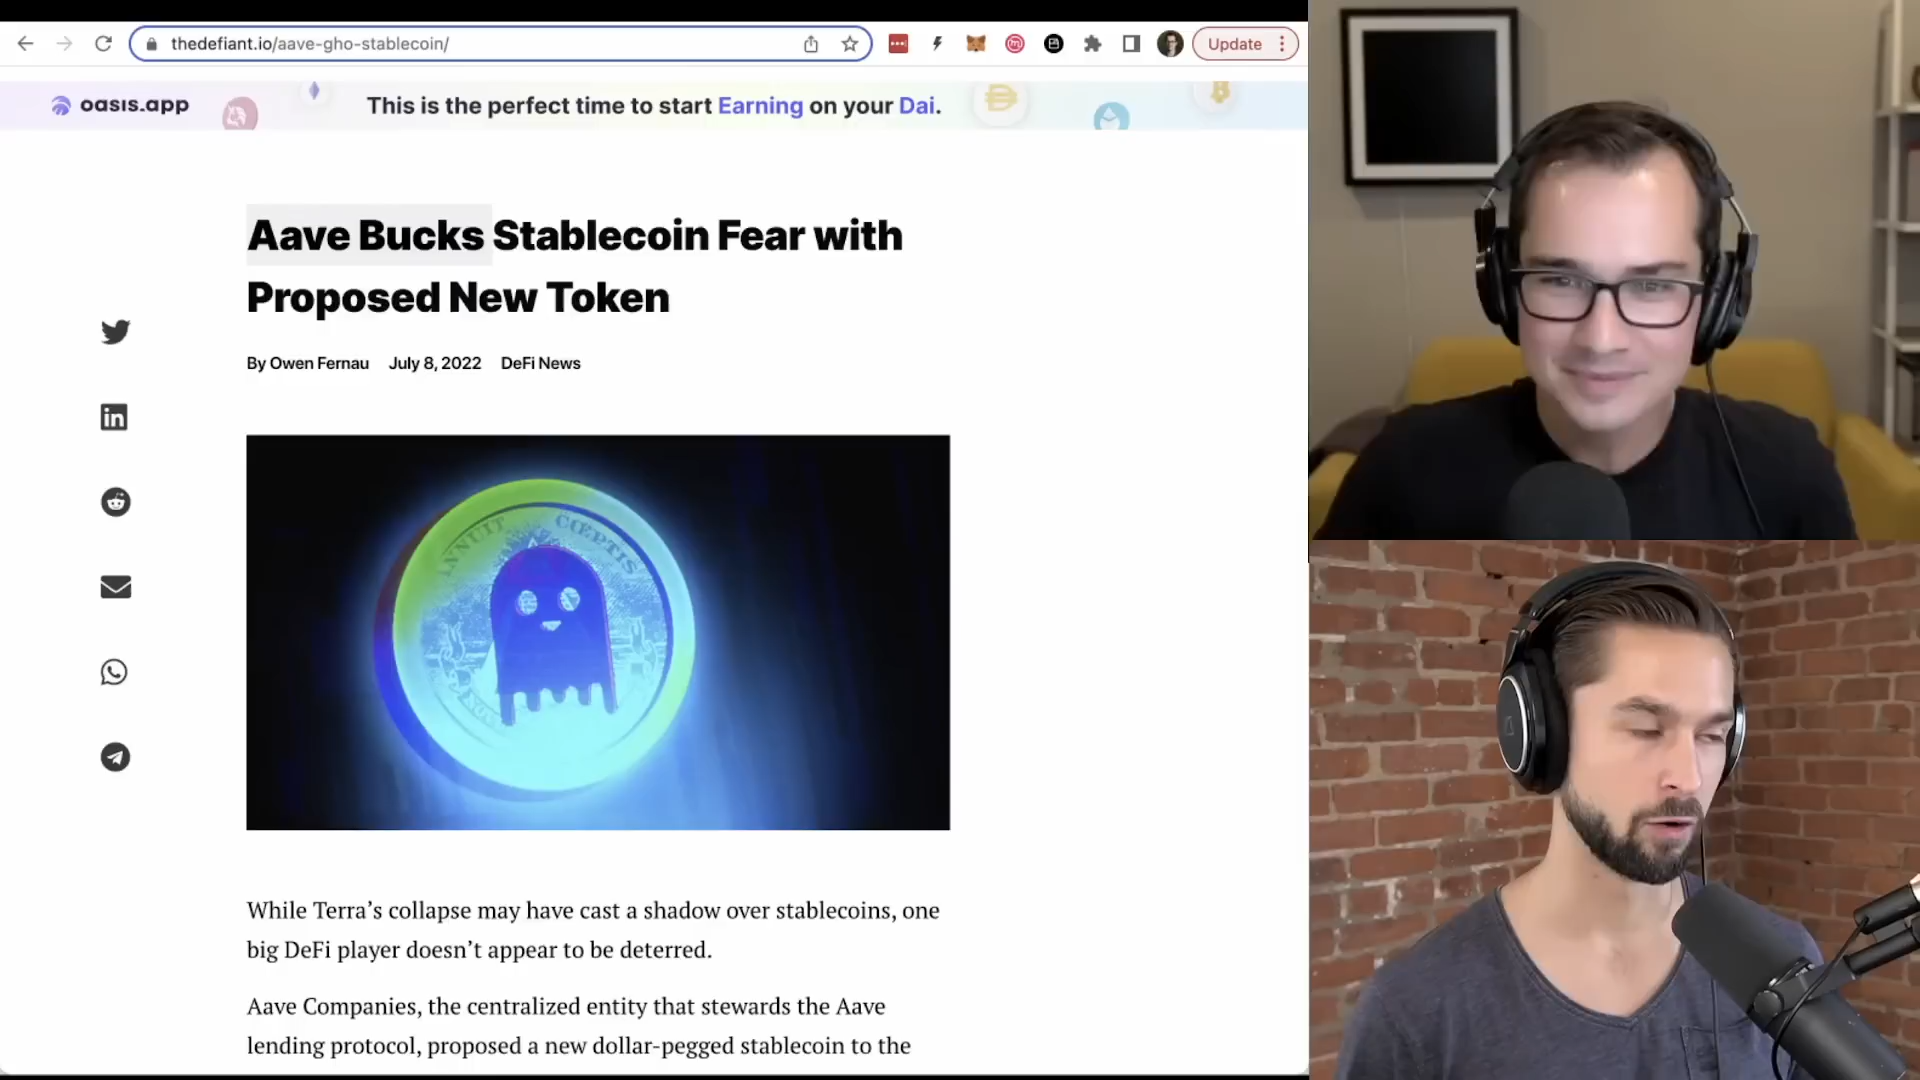 thedefiant.io/aave-gho-stablecoin/
Update
oasis.app
This is the perfect time to start Earning on your Dai.
Aave Bucks Stablecoin Fear with
Proposed New Token
By Owen Fernau July 8, 2022 DeFi News
ANNUIT CŒPTIS
While Terra’s collapse may have cast a shadow over stablecoins, one
big DeFi player doesn’t appear to be deterred.
Aave Companies, the centralized entity that stewards the Aave
lending protocol, proposed a new dollar-pegged stablecoin to the